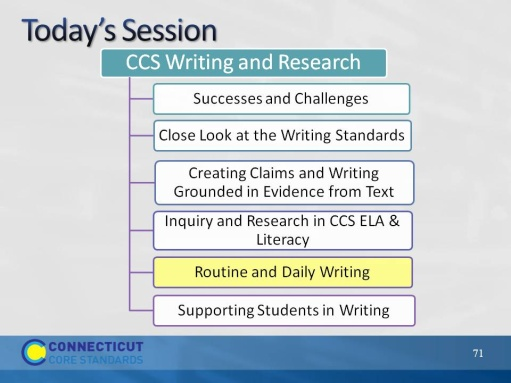 Today's Session
CCS Writing and Research
Successes and Challenges
Close Look at the Writing Standards
Creating Claims and Writing
Grounded in Evidence from Text
Inquiry and Research in CCS ELA &
Literacy
Routine and Daily Writing
Supporting Students in Writing
CONNECTICUT
CORE STANDARDS
71